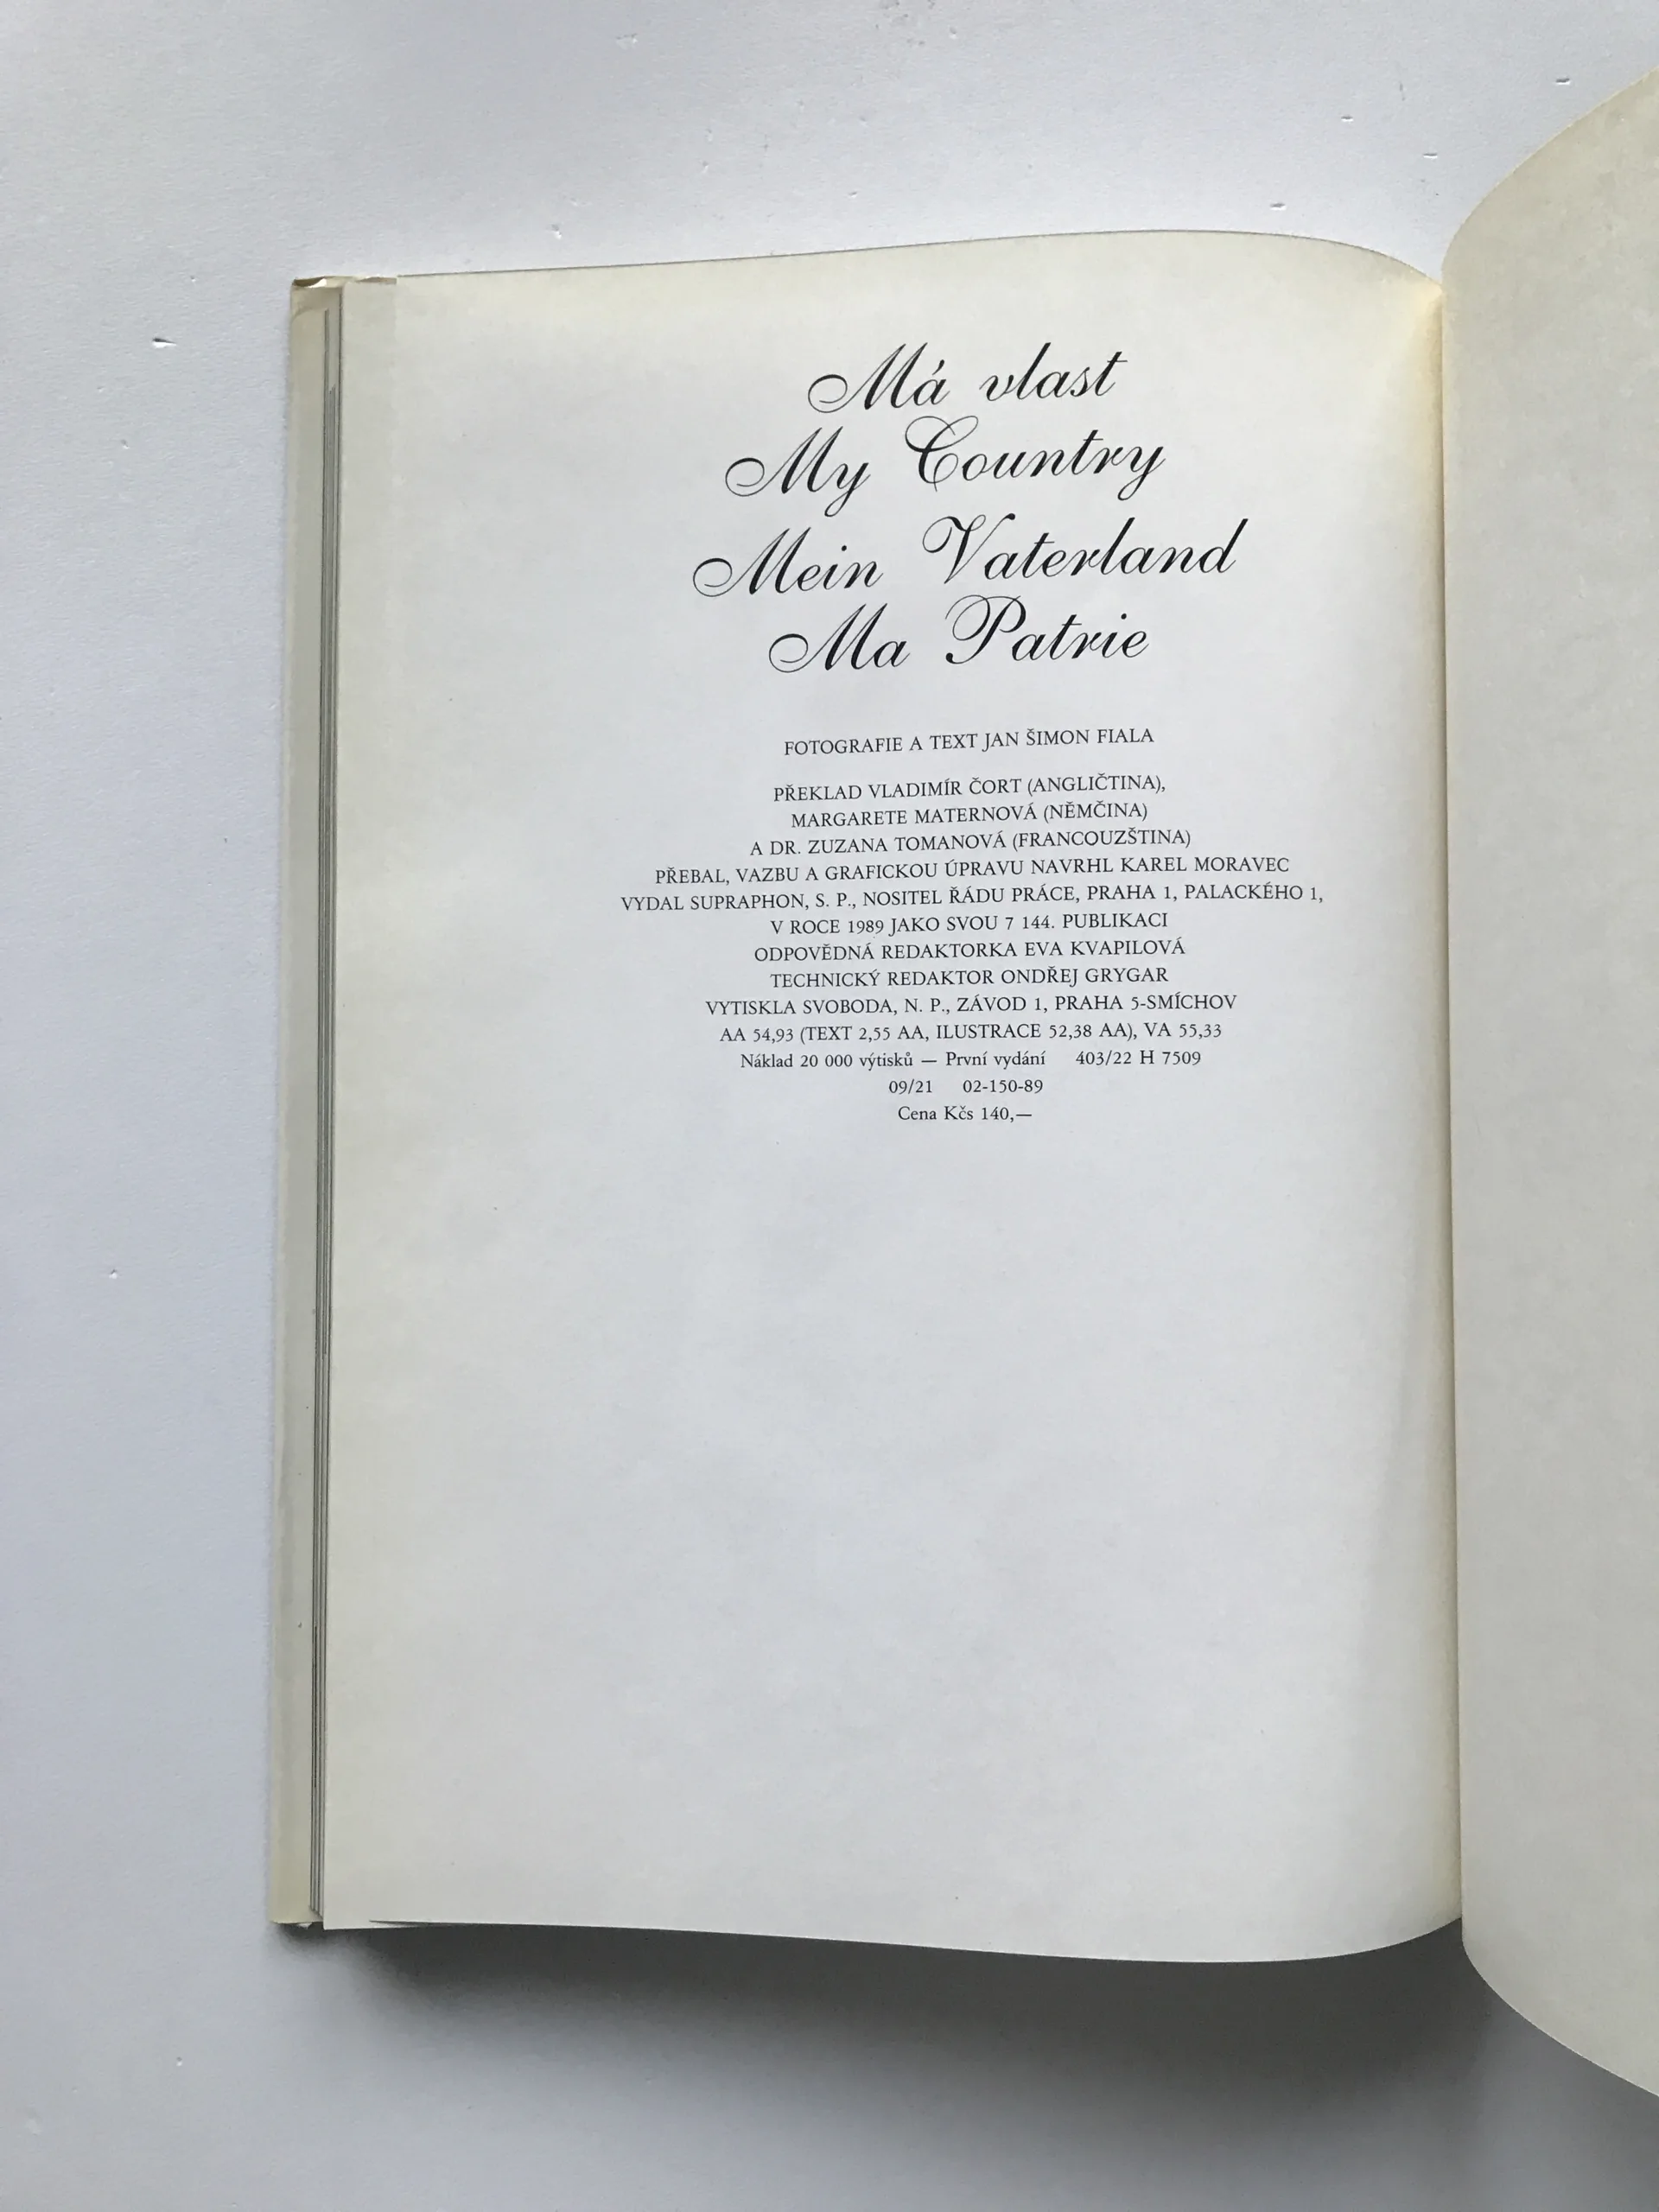 Má vlast
My Country
Mein Vaterland
Ma Patrie
FOTOGRAFIE A TEXT JAN ŠIMON FIALA
PŘEKLAD VLADIMÍR ČORT (ANGLIČTINA),
MARGARETE MATERNOVÁ (NĚMČINA)
A DR. ZUZANA TOMANOVÁ (FRANCOUZŠTINA)
PŘEBAL, VAZBU A GRAFICKOU ÚPRAVU NAVRHL KAREL MORAVEC
VYDAL SUPRAPHON, S. P., NOSITEL ŘÁDU PRÁCE, PRAHA 1, PALACKÉHO 1,
V ROCE 1989 JAKO SVOU 7 144. PUBLIKACI
ODPOVĚDNÁ REDAKTORKA EVA KVAPILOVÁ
TECHNICKÝ REDAKTOR ONDŘEJ GRYGAR
VYTISKLA SVOBODA, N. P., ZÁVOD 1, PRAHA 5-SMÍCHOV
AA 54,93 (TEXT 2,55 AA, ILUSTRACE 52,38 AA), VA 55,33
Náklad 20 000 výtisků — První vydání 403/22 H 7509
09/21 02-150-89
Cena Kčs 140,—